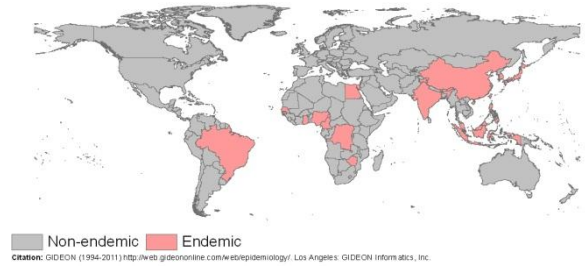 Non-endemic Endemic
Citation: GIDEON (1994-2011) http://web.gideononline.com/web/epidemiology/. Los Angeles: GIDEON Informatics, Inc.